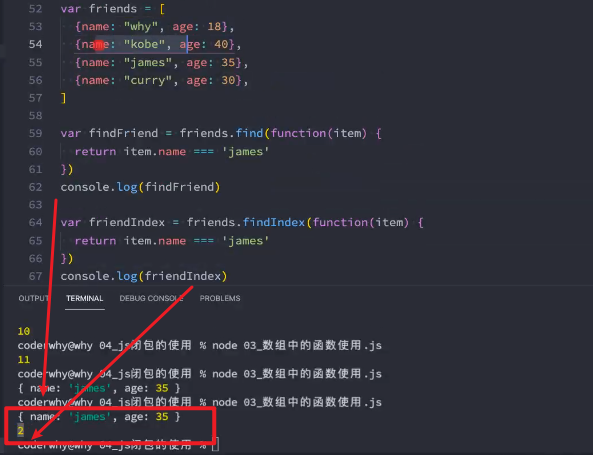 52 var friends = [
53 {name: "why", age: 18},
54 {name: "kobe", age: 40},
55 {name: "james", age: 35},
56 {name: "curry", age: 30},
57 ]
58
59 var findFriend = friends.find(function(item) {
60 return item.name === 'james'
61 })
62 console.log(findFriend)
63
64 var friendIndex = friends.findIndex(function(item) {
65 return item.name === 'james'
66 })
67 console.log(friendIndex)
OUTPUT TERMINAL DEBUG CONSOLE PROBLEMS
10
coderwhy@why 04_js闭包的使用 % node 03_数组中的函数使用.js
11
coderwhy@why 04_js闭包的使用 % node 03_数组中的函数使用.js
{ name: 'james', age: 35 }
coderwhy@why 04_js闭包的使用 % node 03_数组中的函数使用.js
{ name: 'james', age: 35 }
2
coderwhy@why 04_js闭包的使用 %